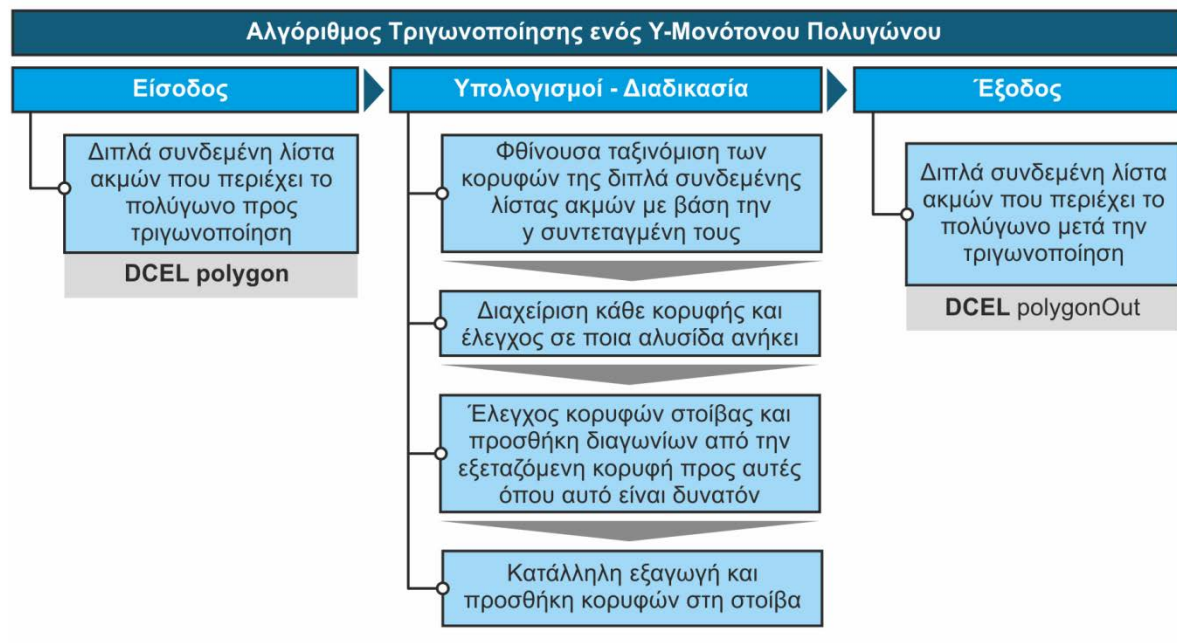 Αλγόριθμος Τριγωνοποίησης ενός Υ-Μονότονου Πολυγώνου
Είσοδος
Διπλά συνδεμένη λίστα
ακμών που περιέχει το
πολύγωνο προς
τριγωνοποίηση
DCEL polygon
Υπολογισμοί - Διαδικασία
Φθίνουσα ταξινόμιση των
κορυφών της διπλά συνδεμένης
λίστας ακμών με βάση την
y συντεταγμένη τους
Διαχείριση κάθε κορυφής και
έλεγχος σε ποια αλυσίδα ανήκει
Έλεγχος κορυφών στοίβας και
προσθήκη διαγωνίων από την
εξεταζόμενη κορυφή προς αυτές
όπου αυτό είναι δυνατόν
Κατάλληλη εξαγωγή και
προσθήκη κορυφών στη στοίβα
Έξοδος
Διπλά συνδεμένη λίστα
ακμών που περιέχει το
πολύγωνο μετά την
τριγωνοποίηση
DCEL polygonOut